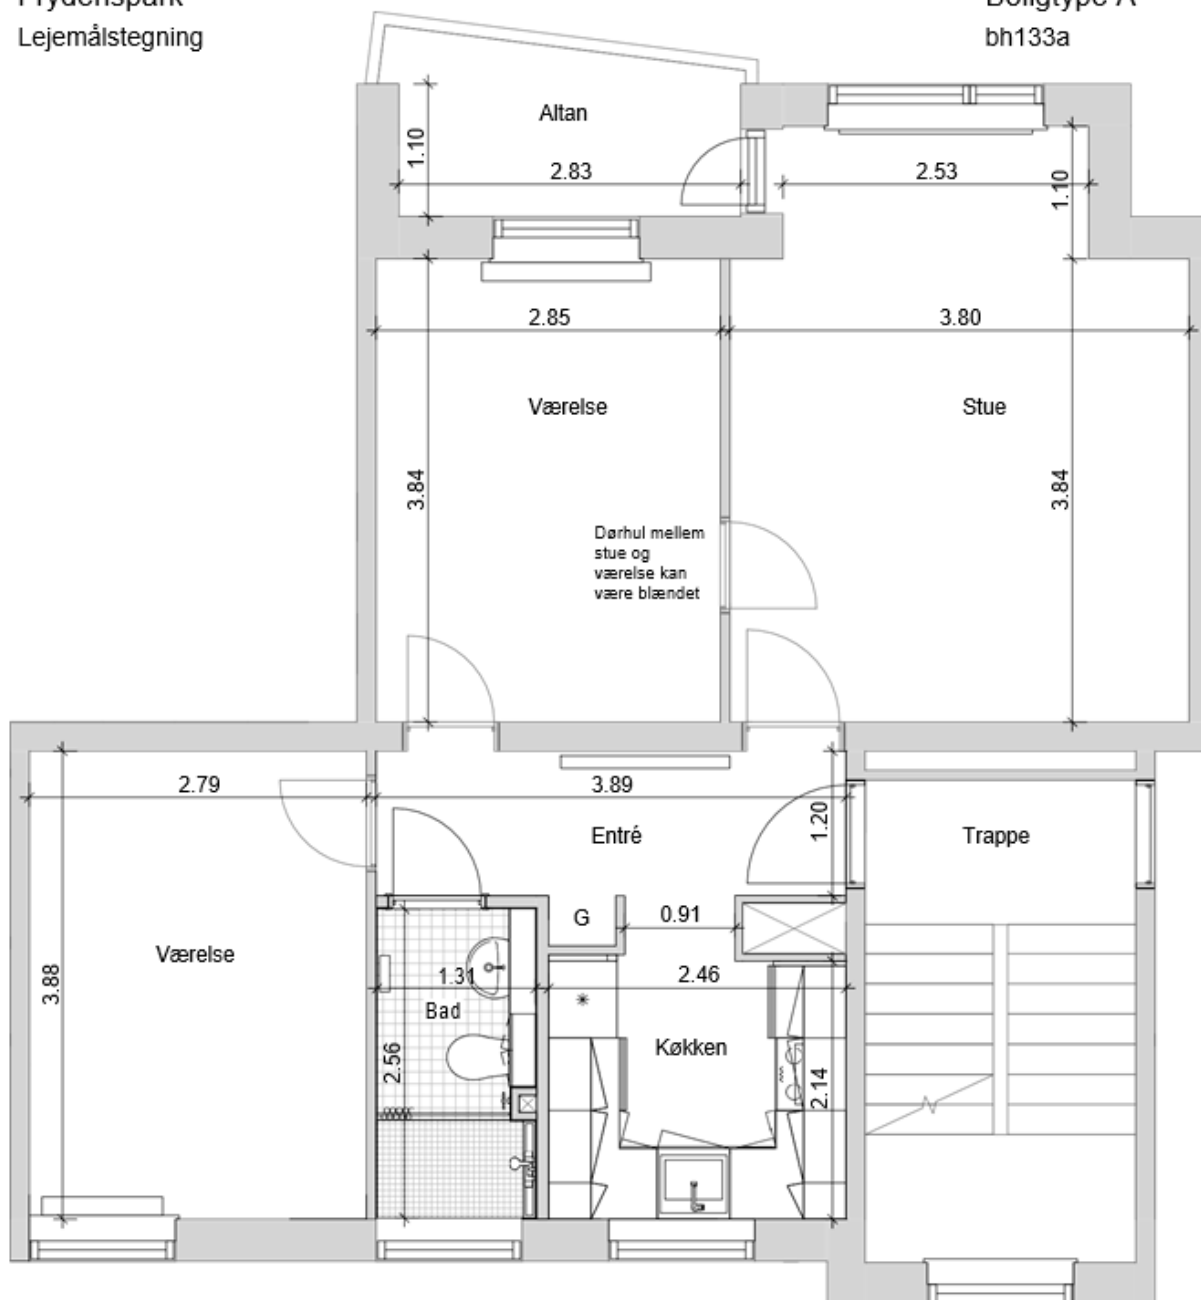 Lejemålstegning
bh133a
Altan
1.10
2.83
2.53
1.10
2.85
3.80
Værelse
Stue
3.84
3.84
Dørhul mellem
stue og
værelse kan
være blændet
2.79
3.89
1.20
Entré
Trappe
G
0.91
Værelse
3.88
1.31
2.46
Bad
Køkken
2.56
2.14